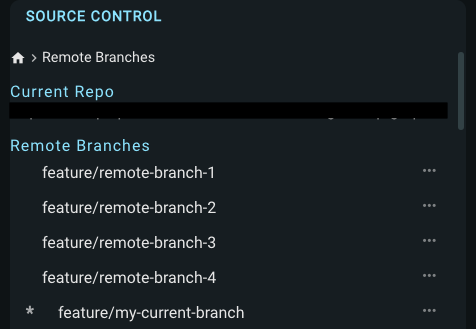 SOURCE CONTROL
> Remote Branches
Current Repo
Remote Branches
feature/remote-branch-1 ...
feature/remote-branch-2 ...
feature/remote-branch-3 ...
feature/remote-branch-4 ...
* feature/my-current-branch ...